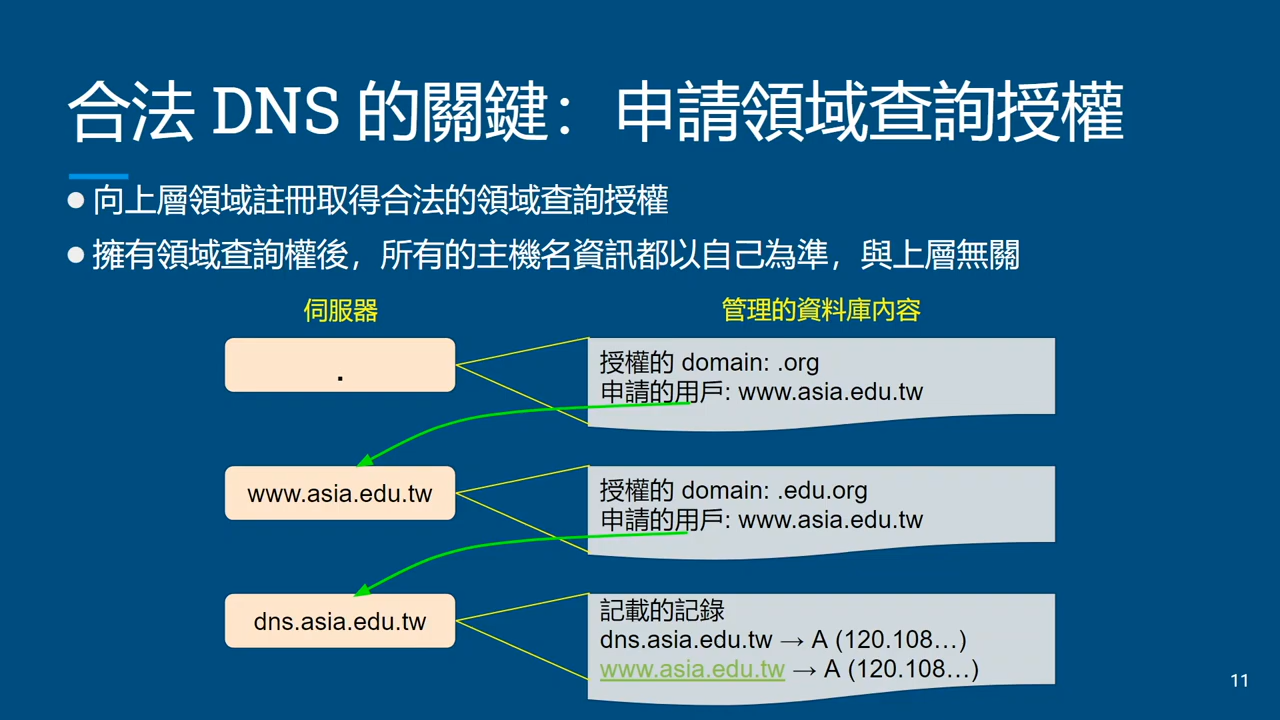 合法 DNS 的關鍵：申請領域查詢授權
向上層領域註冊取得合法的領域查詢授權
擁有領域查詢權後，所有的主機名資訊都以自己為準，與上層無關
伺服器
管理的資料庫內容
.
授權的 domain: .org
申請的用戶: www.asia.edu.tw
www.asia.edu.tw
授權的 domain: .edu.org
申請的用戶: www.asia.edu.tw
dns.asia.edu.tw
記載的記錄
dns.asia.edu.tw → A (120.108…)
www.asia.edu.tw → A (120.108…)
11